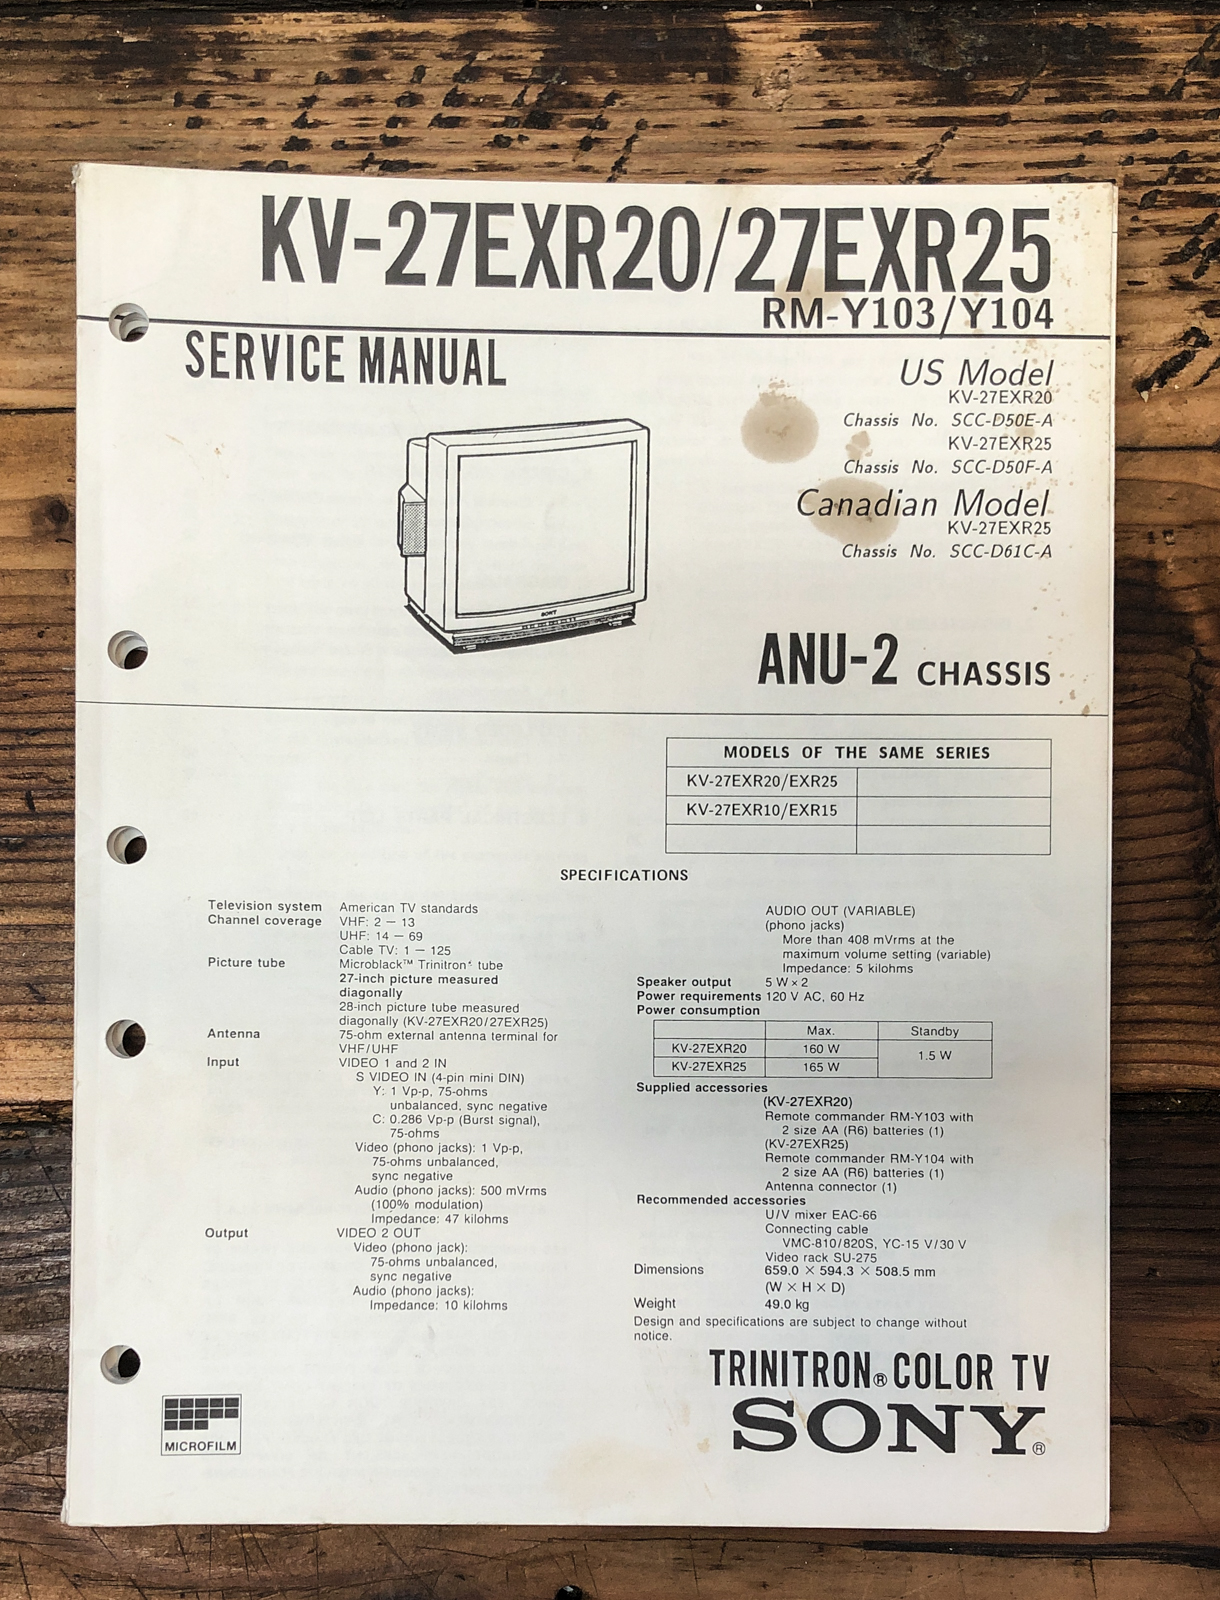 KV-27EXR20/27EXR25
RM-Y103/Y104
SERVICE MANUAL
US Model
KV-27EXR20
Chassis No. SCC-D50E-A
KV-27EXR25
Chassis No. SCC-D50F-A
Canadian Model
KV-27EXR25
Chassis No. SCC-D61C-A
SONY
ANU-2 CHASSIS
MODELS OF THE SAME SERIES
KV-27EXR20/EXR25
KV-27EXR10/EXR15
SPECIFICATIONS
Television system American TV standards
Channel coverage VHF: 2 — 13
UHF: 14 — 69
Cable TV: 1 — 125
Picture tube Microblack™ Trinitron tube
27-inch picture measured
diagonally
28-inch picture tube measured
diagonally (KV-27EXR20/27EXR25)
Antenna 75-ohm external antenna terminal for
VHF/UHF
Input VIDEO 1 and 2 IN
S VIDEO IN (4-pin mini DIN)
Y: 1 Vp-p, 75-ohms
unbalanced, sync negative
C: 0.286 Vp-p (Burst signal),
75-ohms
Video (phono jacks): 1 Vp-p,
75-ohms unbalanced,
sync negative
Audio (phono jacks): 500 mVrms
(100% modulation)
Impedance: 47 kilohms
Output VIDEO 2 OUT
Video (phono jack):
75-ohms unbalanced,
sync negative
Audio (phono jacks):
Impedance: 10 kilohms
AUDIO OUT (VARIABLE)
(phono jacks)
More than 408 mVrms at the
maximum volume setting (variable)
Impedance: 5 kilohms
Speaker output 5 W × 2
Power requirements 120 V AC, 60 Hz
Power consumption
Max. Standby
KV-27EXR20 160 W 1.5 W
KV-27EXR25 165 W
Supplied accessories
(KV-27EXR20)
Remote commander RM-Y103 with
2 size AA (R6) batteries (1)
(KV-27EXR25)
Remote commander RM-Y104 with
2 size AA (R6) batteries (1)
Antenna connector (1)
Recommended accessories
U/V mixer EAC-66
Connecting cable
VMC-810/820S, YC-15 V/30 V
Video rack SU-275
Dimensions 659.0 × 594.3 × 508.5 mm
(W × H × D)
Weight 49.0 kg
Design and specifications are subject to change without
notice.
TRINITRON® COLOR TV
SONY®
MICROFILM